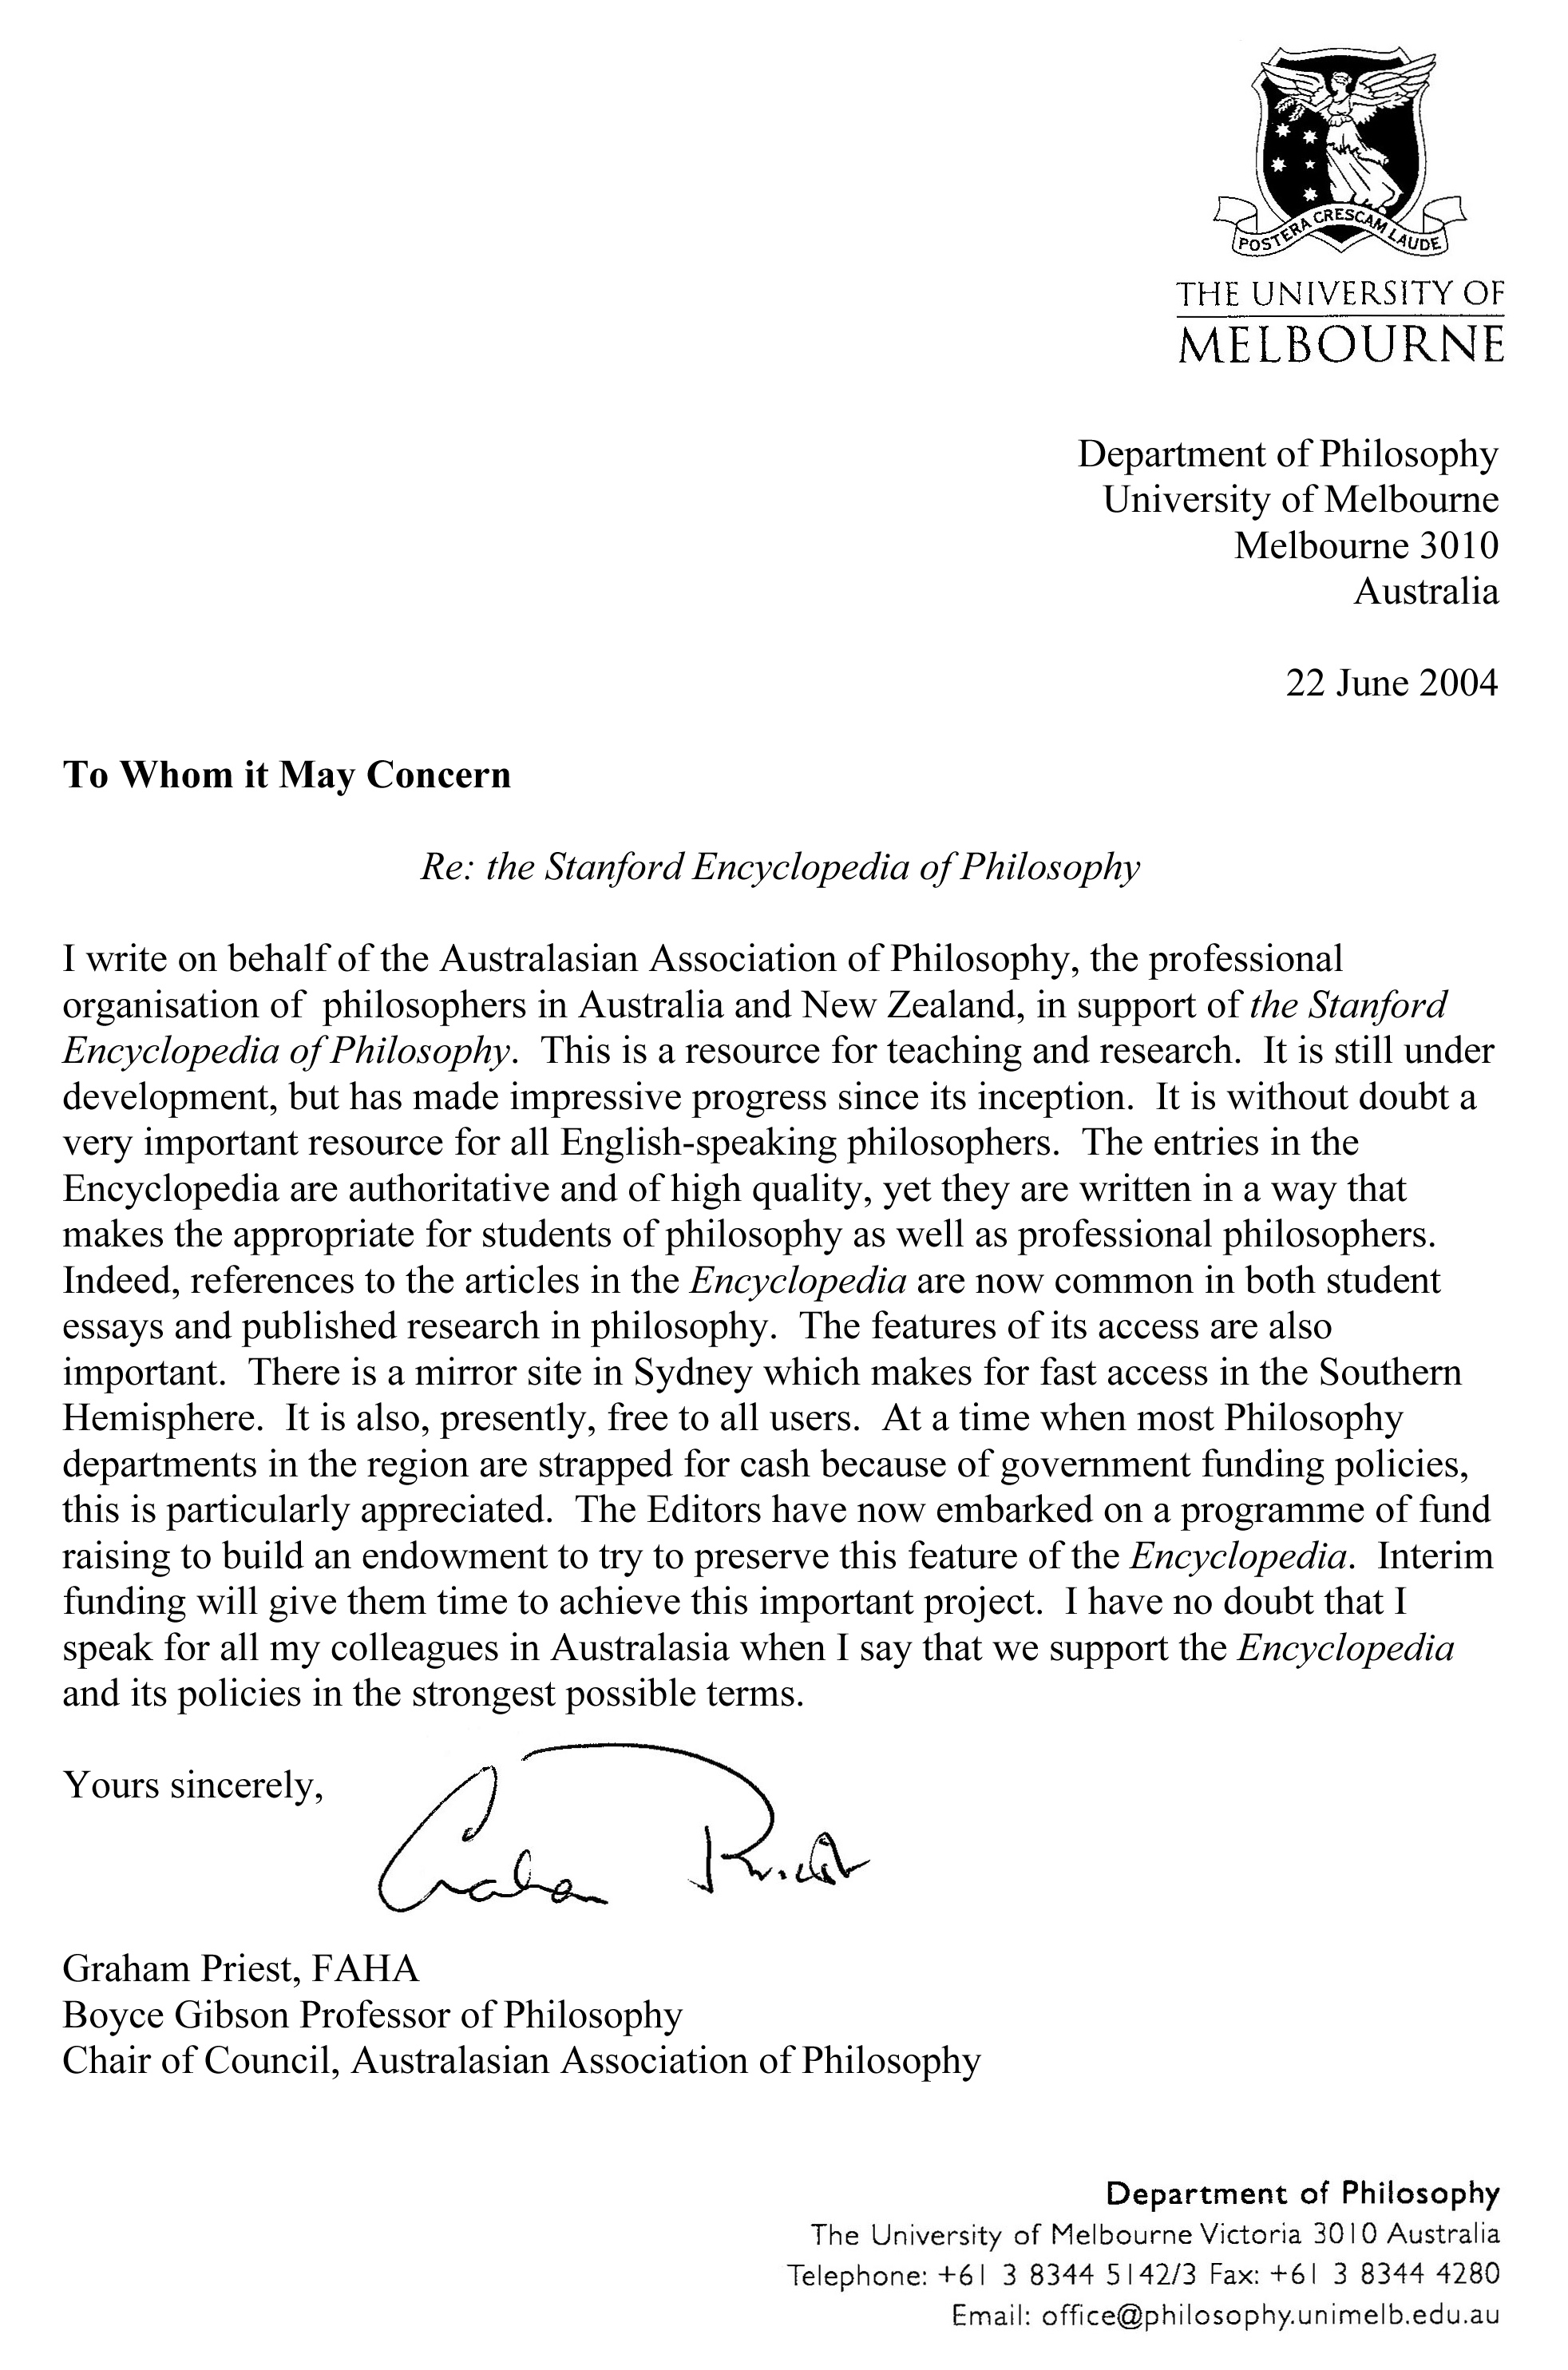 POSTERA CRESCAM LAUDE
THE UNIVERSITY OF
MELBOURNE
Department of Philosophy
University of Melbourne
Melbourne 3010
Australia
22 June 2004
To Whom it May Concern
Re: the Stanford Encyclopedia of Philosophy
I write on behalf of the Australasian Association of Philosophy, the professional
organisation of  philosophers in Australia and New Zealand, in support of the Stanford
Encyclopedia of Philosophy.  This is a resource for teaching and research.  It is still under
development, but has made impressive progress since its inception.  It is without doubt a
very important resource for all English-speaking philosophers.  The entries in the
Encyclopedia are authoritative and of high quality, yet they are written in a way that
makes the appropriate for students of philosophy as well as professional philosophers.
Indeed, references to the articles in the Encyclopedia are now common in both student
essays and published research in philosophy.  The features of its access are also
important.  There is a mirror site in Sydney which makes for fast access in the Southern
Hemisphere.  It is also, presently, free to all users.  At a time when most Philosophy
departments in the region are strapped for cash because of government funding policies,
this is particularly appreciated.  The Editors have now embarked on a programme of fund
raising to build an endowment to try to preserve this feature of the Encyclopedia.  Interim
funding will give them time to achieve this important project.  I have no doubt that I
speak for all my colleagues in Australasia when I say that we support the Encyclopedia
and its policies in the strongest possible terms.
Yours sincerely,
Graham Priest
Graham Priest, FAHA
Boyce Gibson Professor of Philosophy
Chair of Council, Australasian Association of Philosophy
Department of Philosophy
The University of Melbourne Victoria 3010 Australia
Telephone: +61 3 8344 5142/3 Fax: +61 3 8344 4280
Email: office@philosophy.unimelb.edu.au